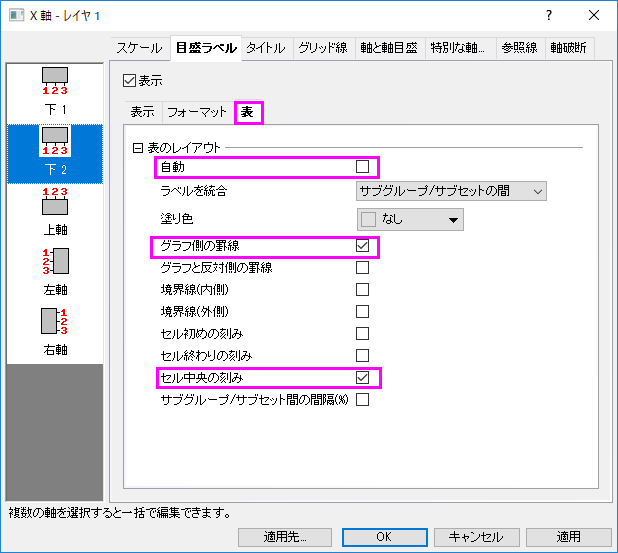 X 軸 - レイヤ 1
スケール 目盛ラベル タイトル グリッド線 軸と軸目盛 特別な軸... 参照線 軸破断
表示
123
下 1
123
下 2
123
上軸
1
2
3
左軸
1
2
3
右軸
表示 フォーマット 表
表のレイアウト
自動
ラベルを統合 サブグループ/サブセットの間
塗り色 なし
グラフ側の罫線
グラフと反対側の罫線
境界線(内側)
境界線(外側)
セル初めの刻み
セル終わりの刻み
セル中央の刻み
サブグループ/サブセット間の間隔(%)
複数の軸を選択すると一括で編集できます。
適用先... OK キャンセル 適用